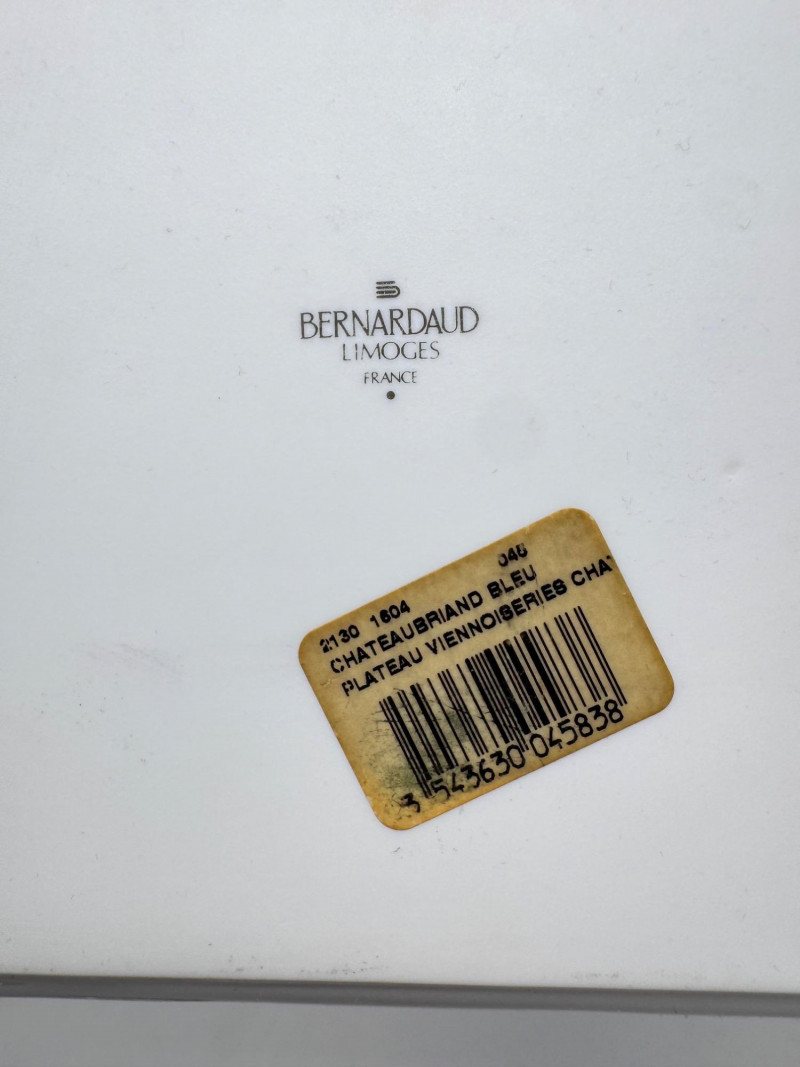 BERNARDAUD
LIMOGES
FRANCE
045
2130 1604
CHATEAUBRIAND BLEU
PLATEAU VIENNOISERIES CHAT
3 543630 045838